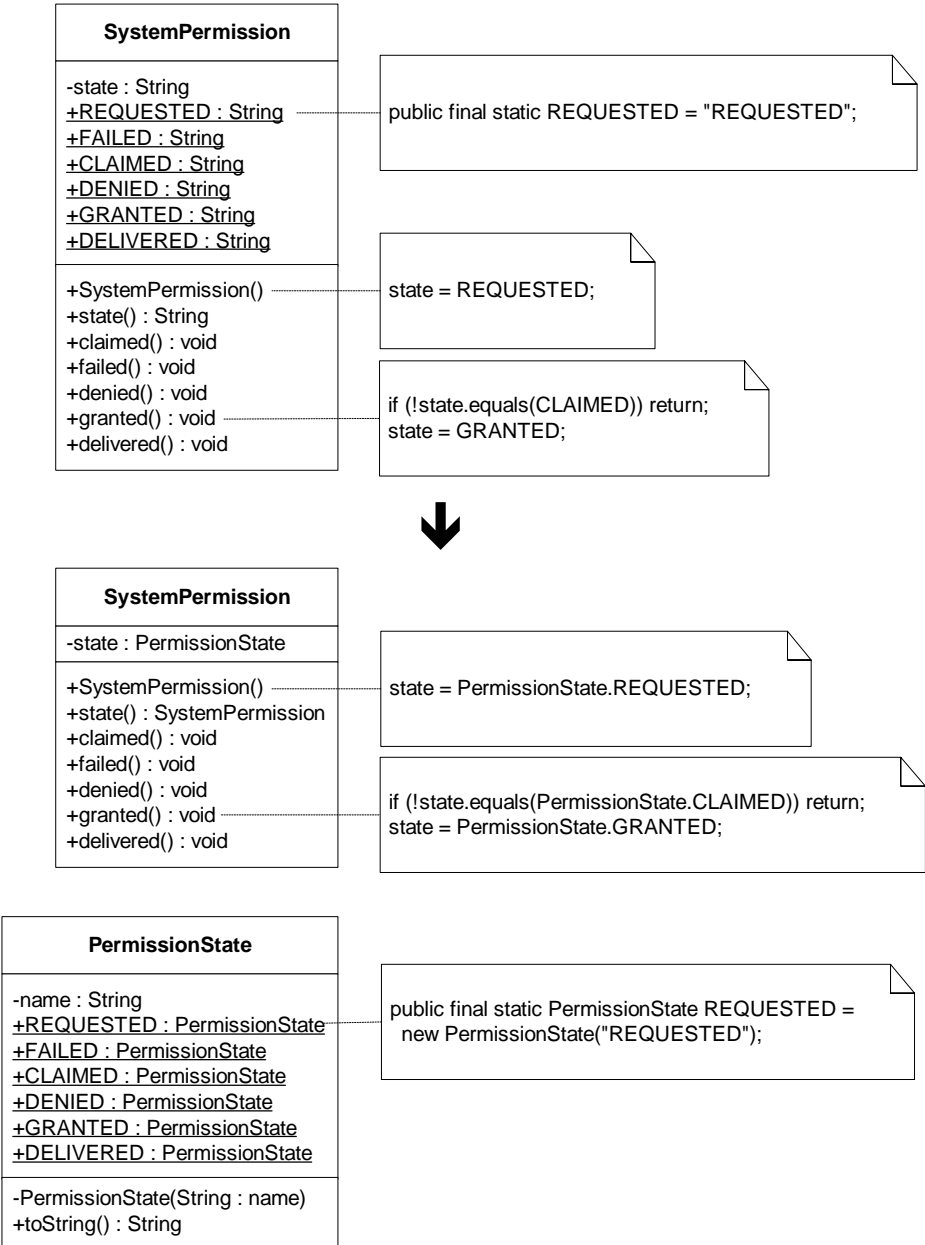 SystemPermission
-state : String
+REQUESTED : String
+FAILED : String
+CLAIMED : String
+DENIED : String
+GRANTED : String
+DELIVERED : String
public final static REQUESTED = "REQUESTED";
+SystemPermission()
+state() : String
+claimed() : void
+failed() : void
+denied() : void
+granted() : void
+delivered() : void
state = REQUESTED;
if (!state.equals(CLAIMED)) return;
state = GRANTED;
SystemPermission
-state : PermissionState
+SystemPermission()
+state() : SystemPermission
+claimed() : void
+failed() : void
+denied() : void
+granted() : void
+delivered() : void
state = PermissionState.REQUESTED;
if (!state.equals(PermissionState.CLAIMED)) return;
state = PermissionState.GRANTED;
PermissionState
-name : String
+REQUESTED : PermissionState
+FAILED : PermissionState
+CLAIMED : PermissionState
+DENIED : PermissionState
+GRANTED : PermissionState
+DELIVERED : PermissionState
-PermissionState(String : name)
+toString() : String
public final static PermissionState REQUESTED =
new PermissionState("REQUESTED");